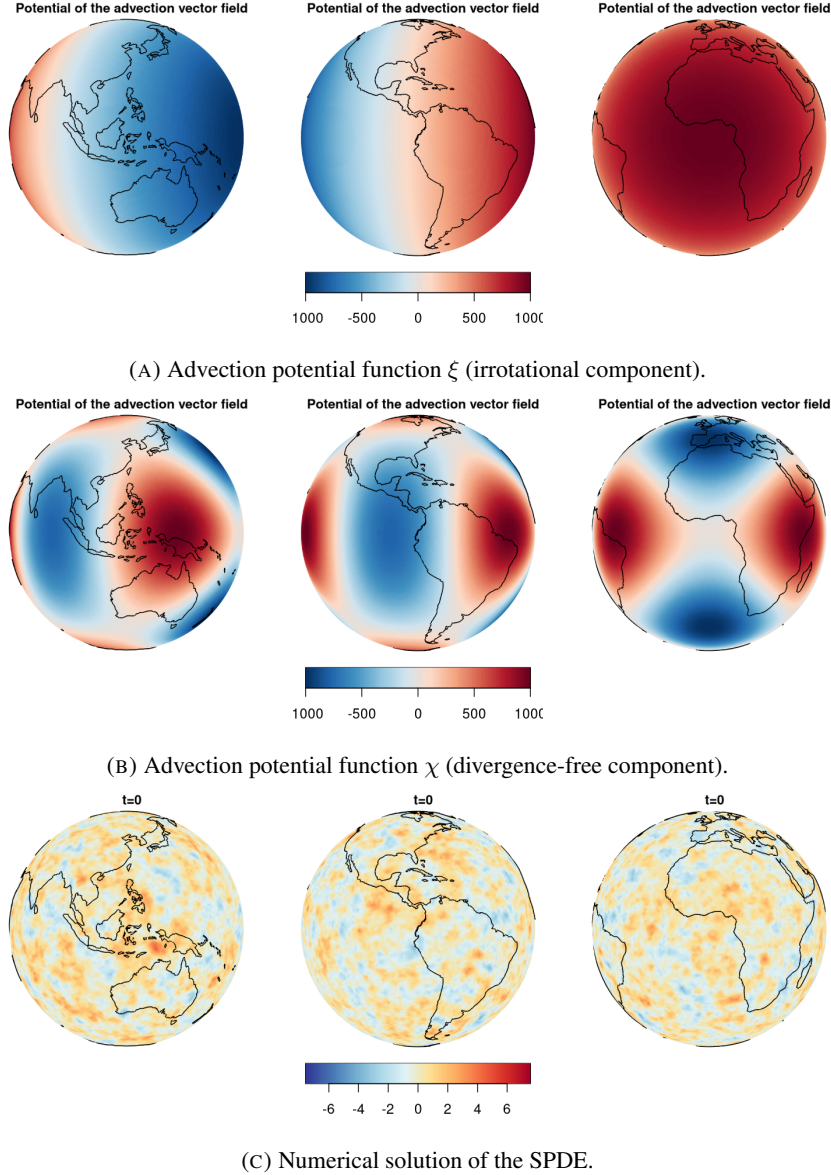 Potential of the advection vector field Potential of the advection vector field Potential of the advection vector field
1000 -500 0 500 100
(A) Advection potential function ξ (irrotational component).
Potential of the advection vector field Potential of the advection vector field Potential of the advection vector field
1000 -500 0 500 100
(B) Advection potential function χ (divergence-free component).
t=0 t=0 t=0
-6 -4 -2 0 2 4 6
(C) Numerical solution of the SPDE.